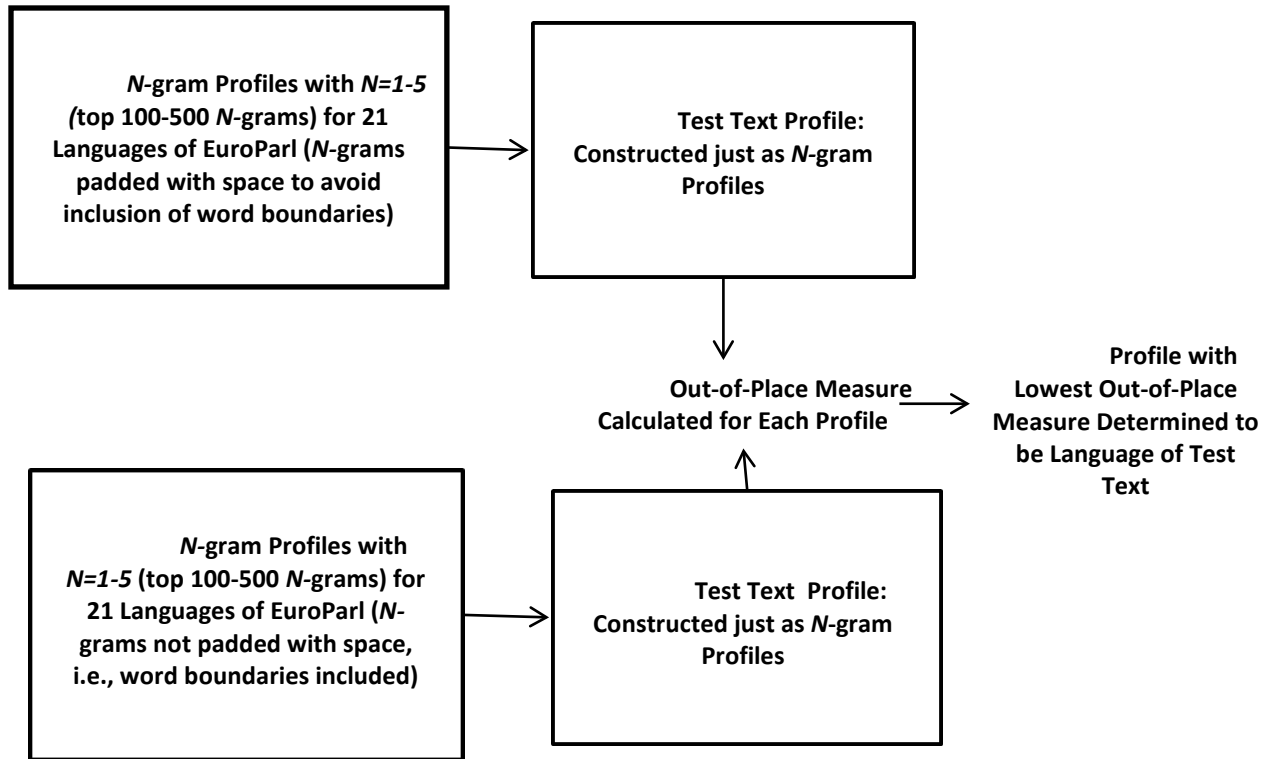 N-gram Profiles with N=1-5
(top 100-500 N-grams) for 21
Languages of EuroParl (N-grams
padded with space to avoid
inclusion of word boundaries)
Test Text Profile:
Constructed just as N-gram
Profiles
Out-of-Place Measure
Calculated for Each Profile
Profile with
Lowest Out-of-Place
Measure Determined to
be Language of Test
Text
N-gram Profiles with
N=1-5 (top 100-500 N-grams) for
21 Languages of EuroParl (N-
grams not padded with space,
i.e., word boundaries included)
Test Text Profile:
Constructed just as N-gram
Profiles